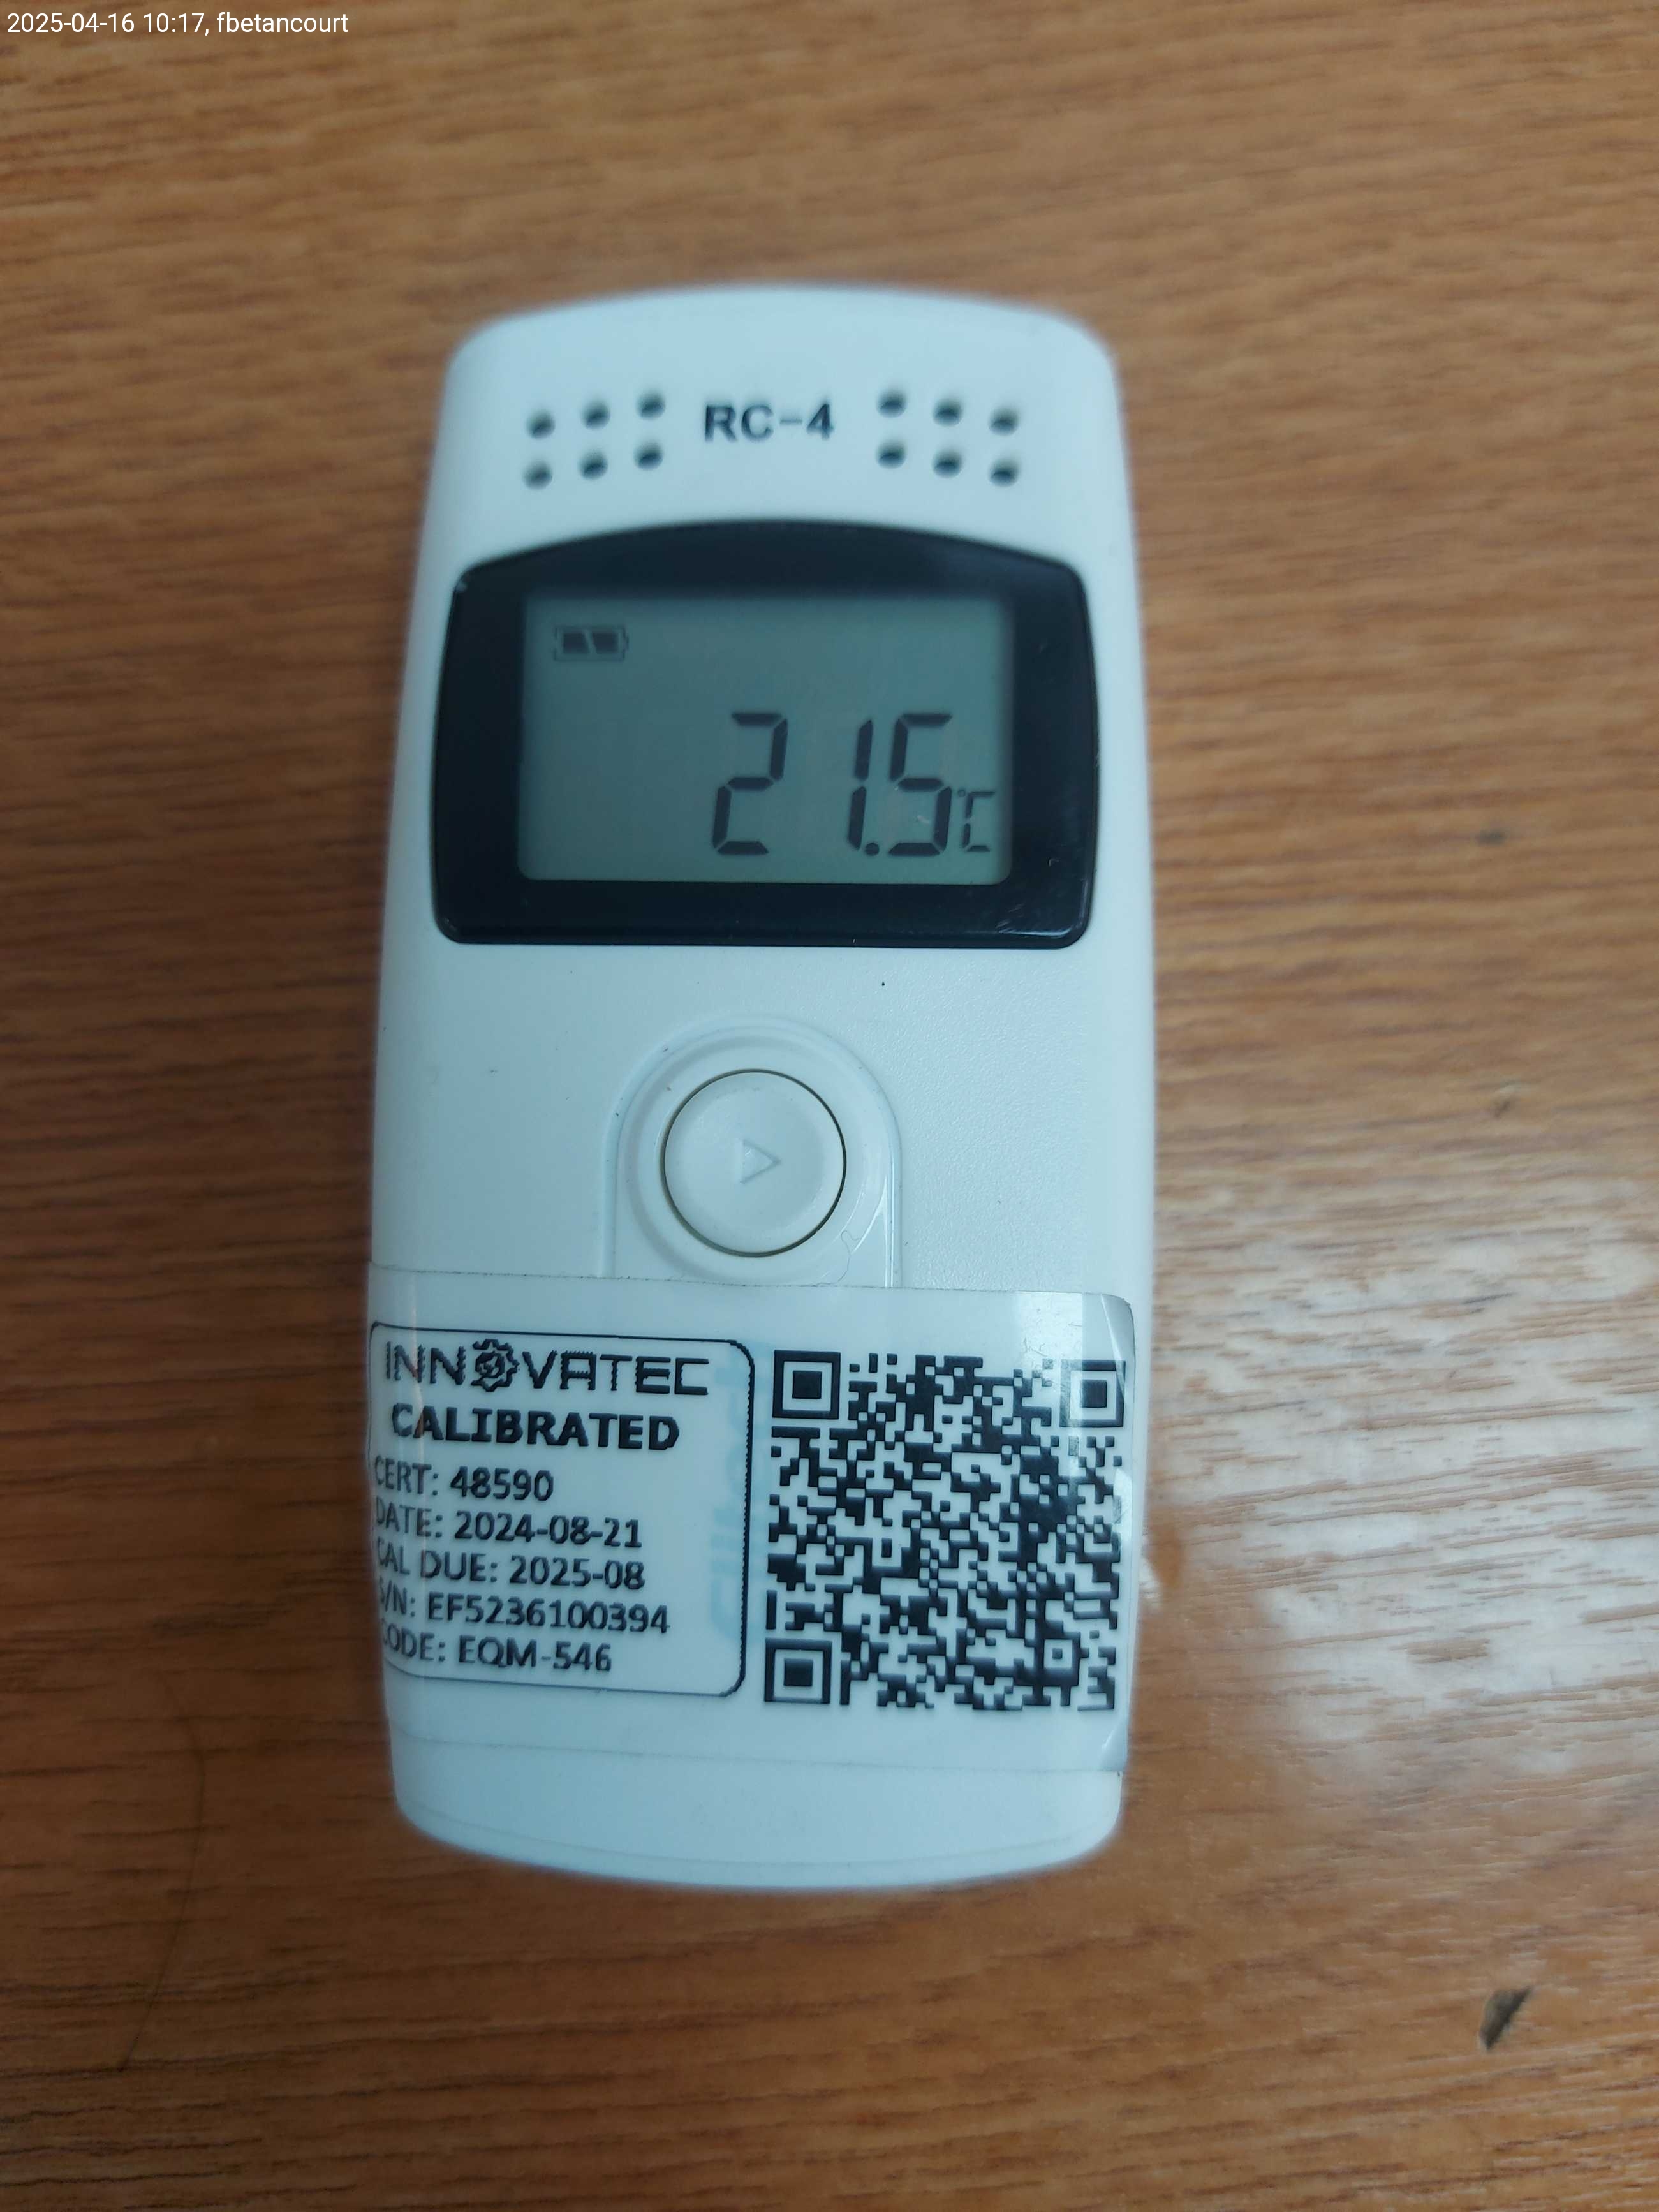 2025-04-16 10:17, fbetancourt
RC-4
21.5°C
INNOVATEC
CALIBRATED
CERT: 48590
DATE: 2024-08-21
CAL DUE: 2025-08
S/N: EF5236100394
CODE: EQM-546